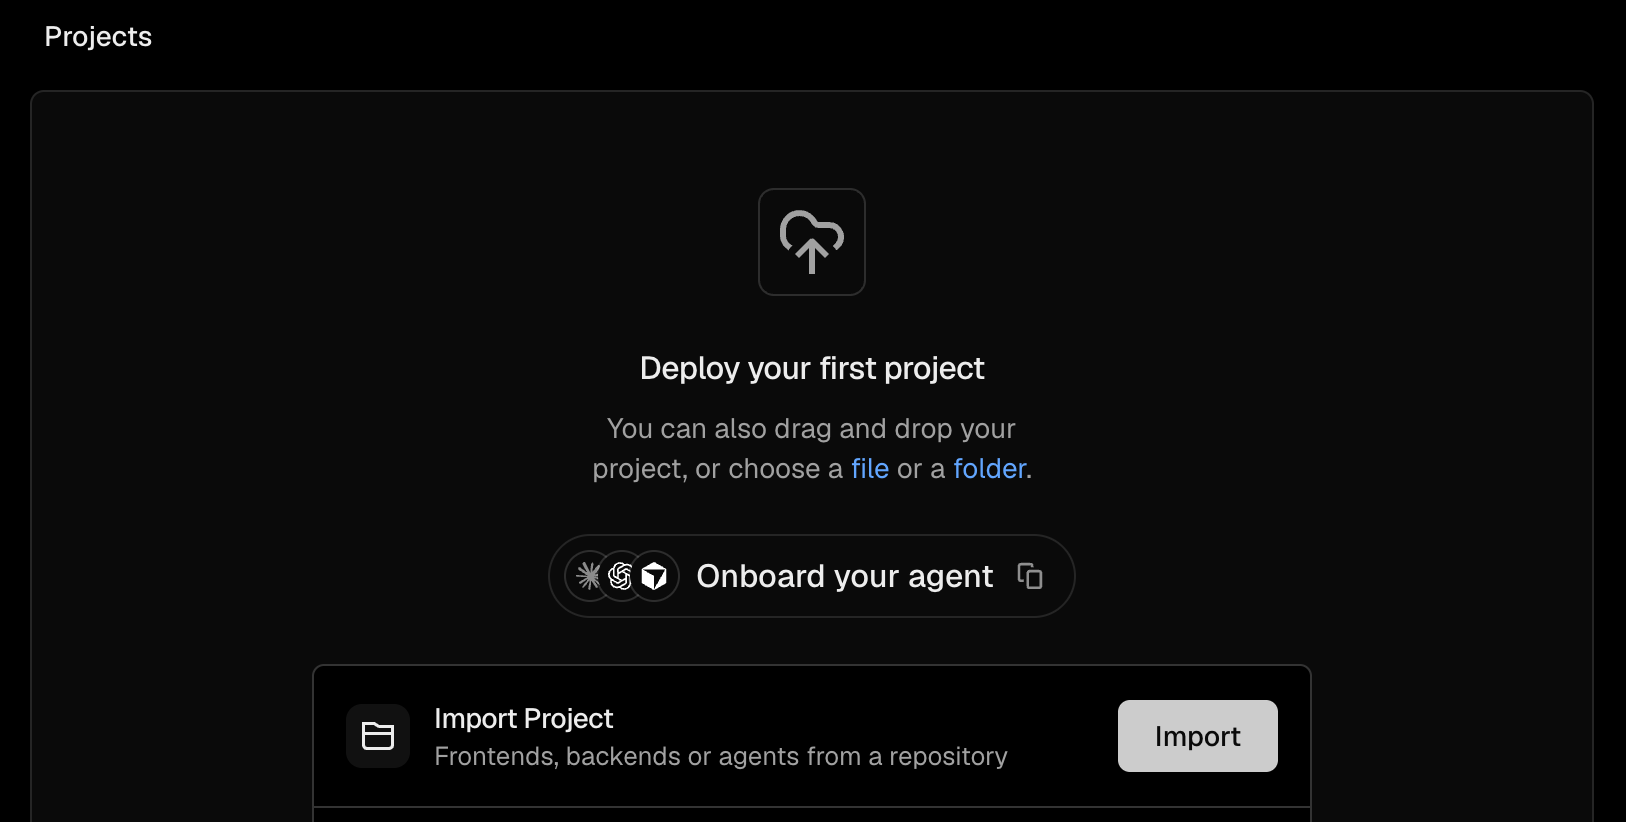 Projects
Deploy your first project
You can also drag and drop your
project, or choose a file or a folder.
Onboard your agent
Import Project
Frontends, backends or agents from a repository
Import